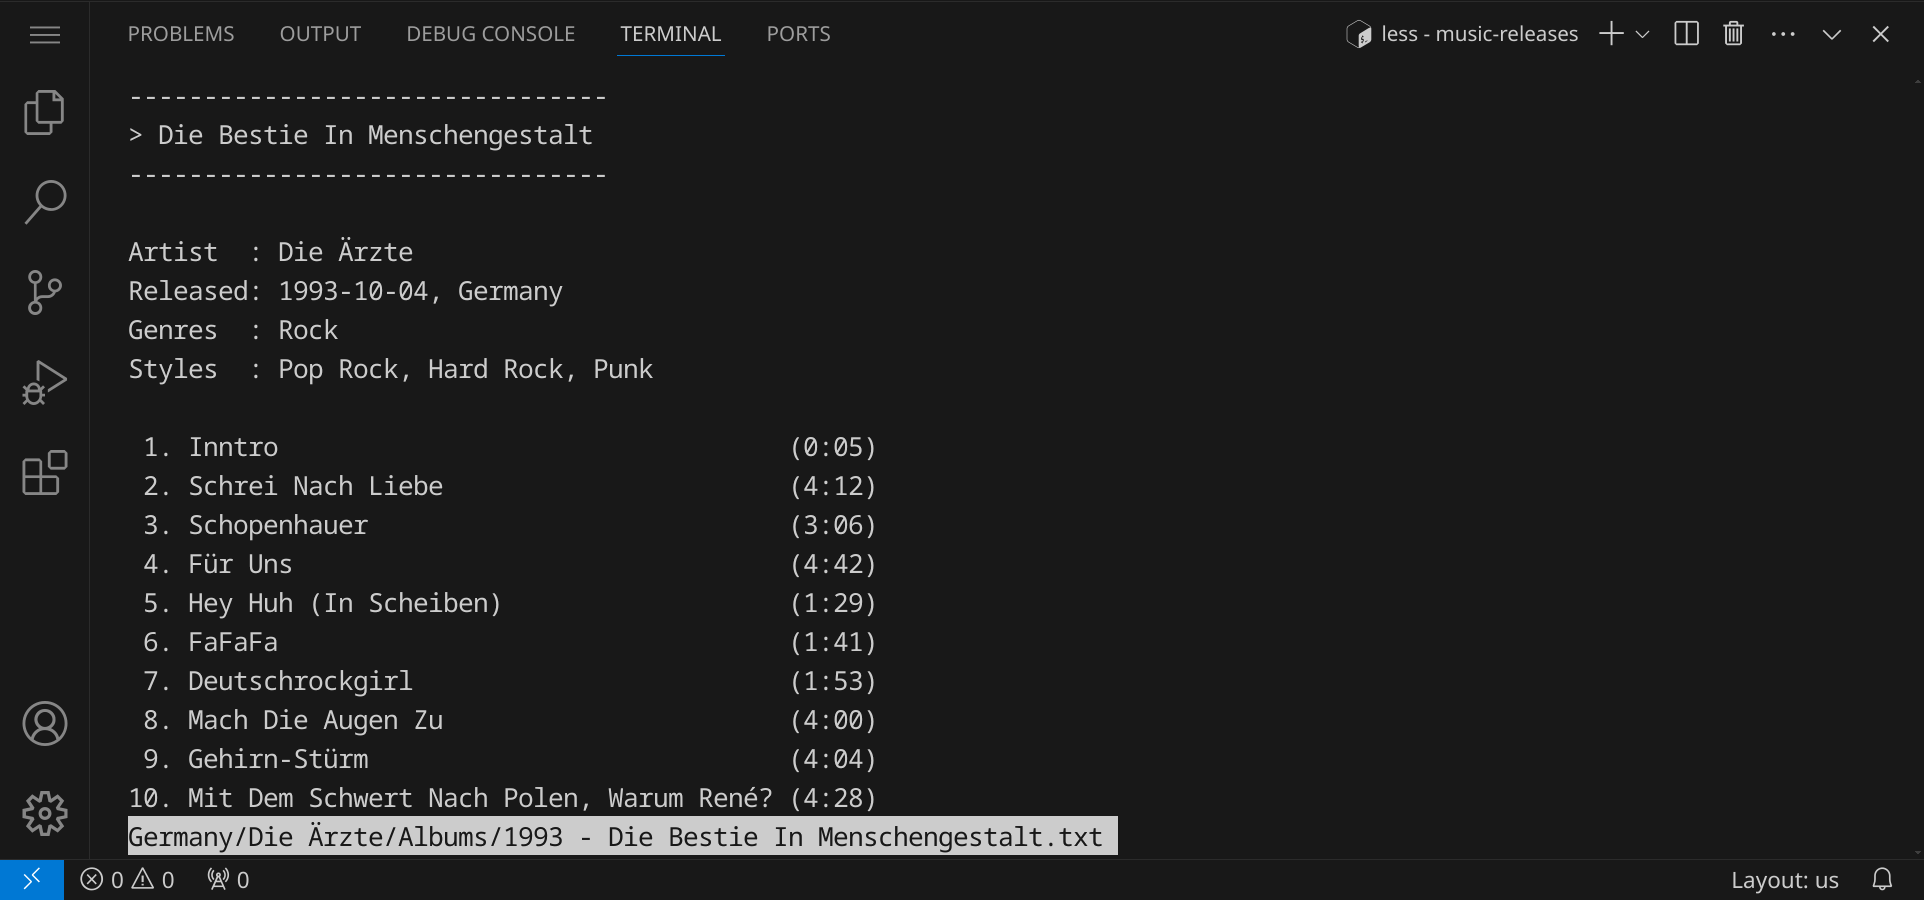 PROBLEMS OUTPUT DEBUG CONSOLE TERMINAL PORTS less - music-releases
--------------------------------
> Die Bestie In Menschengestalt
--------------------------------
Artist  : Die Ärzte
Released: 1993-10-04, Germany
Genres  : Rock
Styles  : Pop Rock, Hard Rock, Punk
 1. Inntro                                  (0:05)
 2. Schrei Nach Liebe                       (4:12)
 3. Schopenhauer                            (3:06)
 4. Für Uns                                 (4:42)
 5. Hey Huh (In Scheiben)                   (1:29)
 6. FaFaFa                                  (1:41)
 7. Deutschrockgirl                         (1:53)
 8. Mach Die Augen Zu                       (4:00)
 9. Gehirn-Stürm                            (4:04)
10. Mit Dem Schwert Nach Polen, Warum René? (4:28)
Germany/Die Ärzte/Albums/1993 - Die Bestie In Menschengestalt.txt
0 0 0 Layout: us